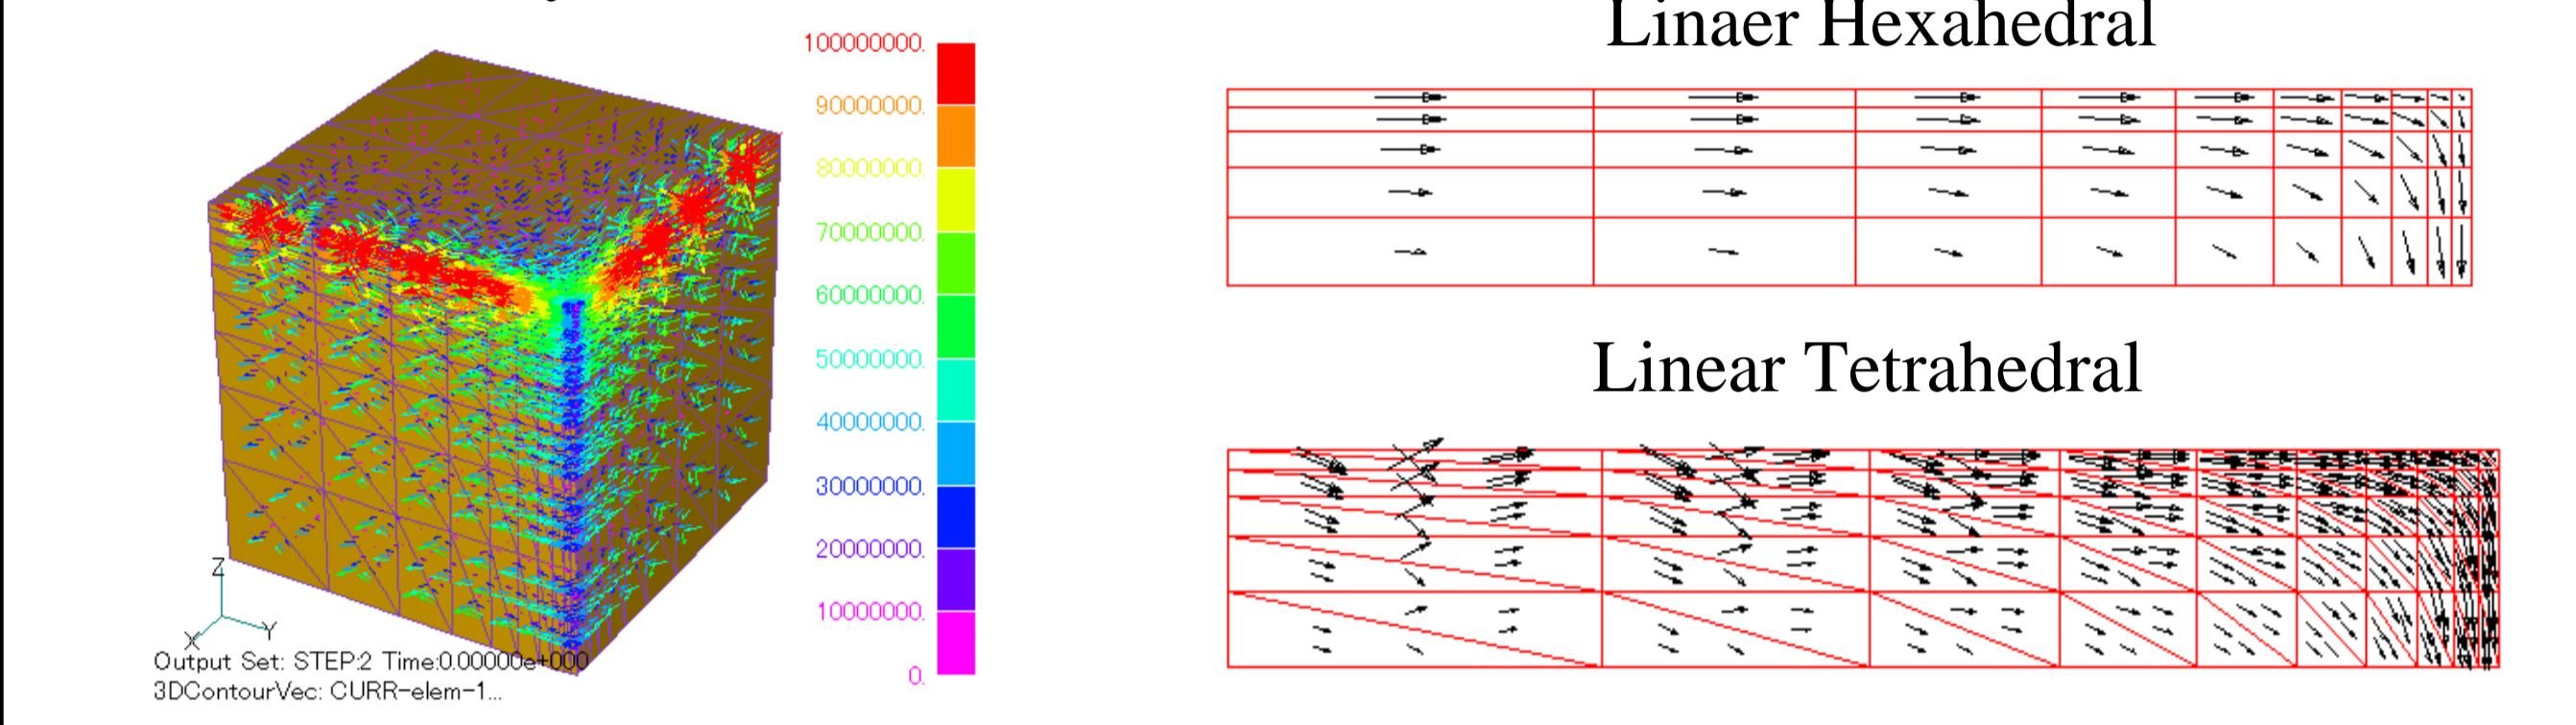 Linaer Hexahedral
100000000.
90000000.
80000000.
70000000.
60000000.
50000000.
40000000.
30000000.
20000000.
10000000.
0.
Linear Tetrahedral
Z
X
Y
Output Set: STEP:2 Time:0.00000e+000
3DContourVec: CURR-elem-1...